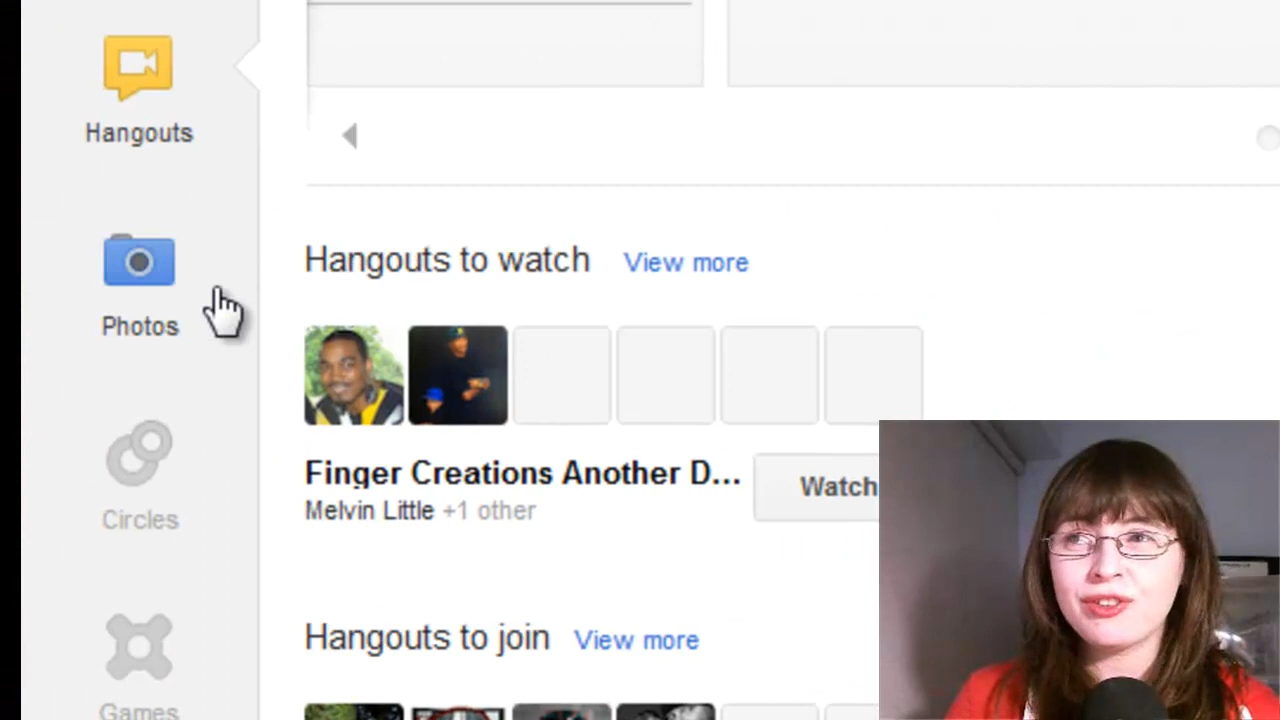 Hangouts
Photos
Circles
Games
Hangouts to watch View more
Finger Creations Another D...
Melvin Little +1 other
Watch
Hangouts to join View more